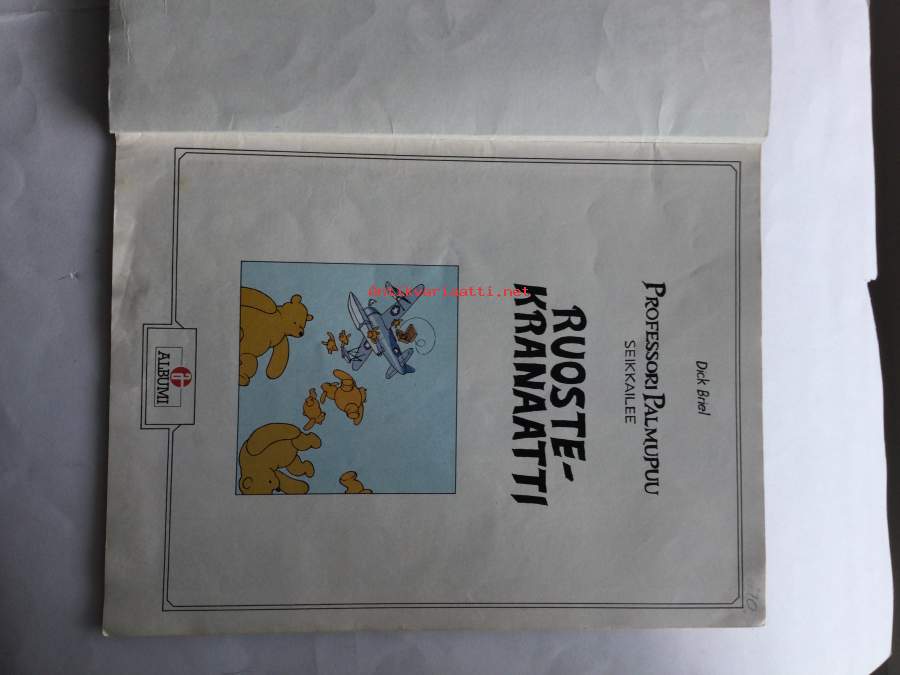 Dick Briel
PROFESSORI PALMUPUU
SEIKKAILEE
RUOSTE-
KRANAATTI
antikvariaatti.net
ALBUMI